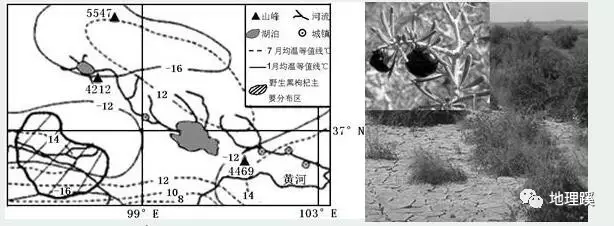 5547
4212
4469
-16
12
-12
14
-16
12
10
8
-12
14
黄河
37°N
99°E
103°E
山峰
河流
湖泊
城镇
7月均温等值线℃
1月均温等值线℃
野生黑枸杞主
要分布区
地理蹊